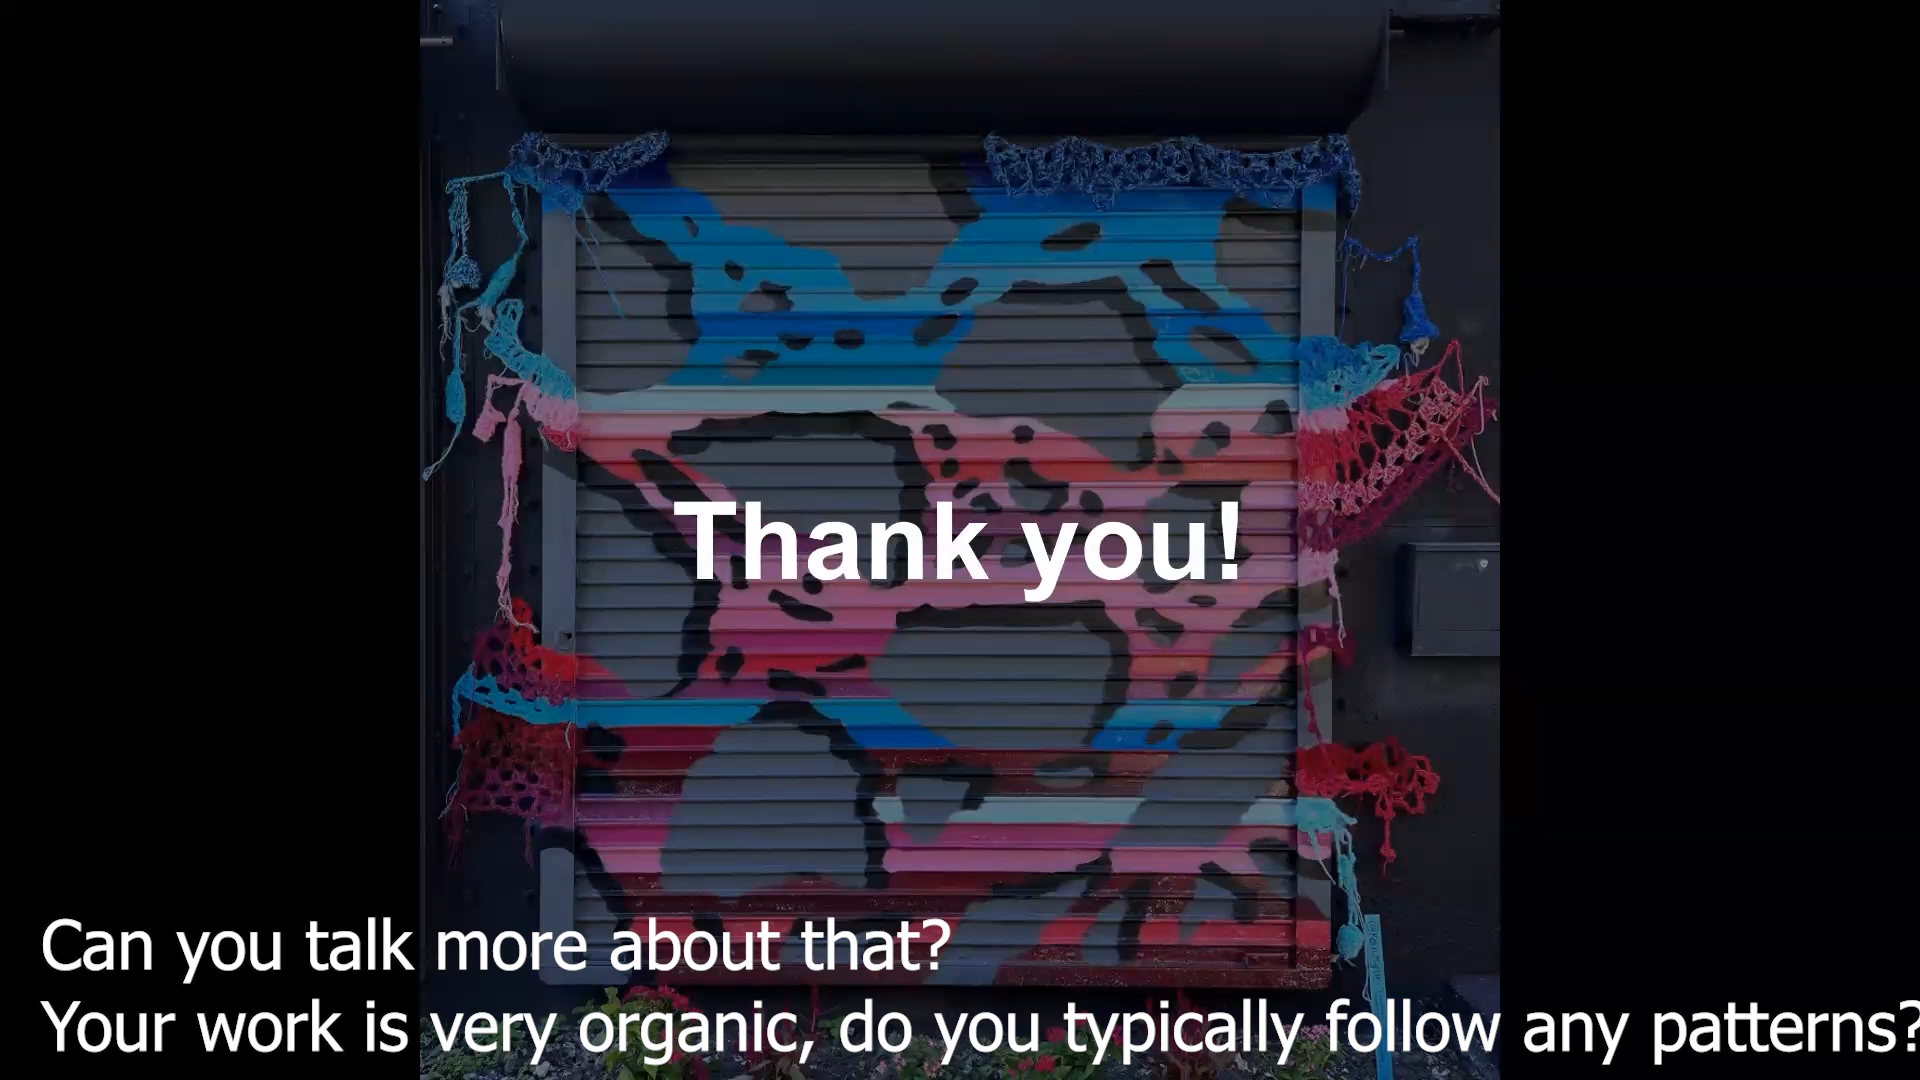 Thank you!
Can you talk more about that?
Your work is very organic, do you typically follow any patterns?